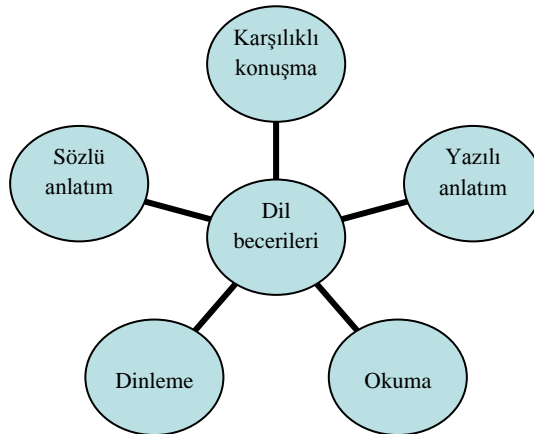 Karşılıklı
konuşma
Sözlü
anlatım
Yazılı
anlatım
Dil
becerileri
Dinleme
Okuma